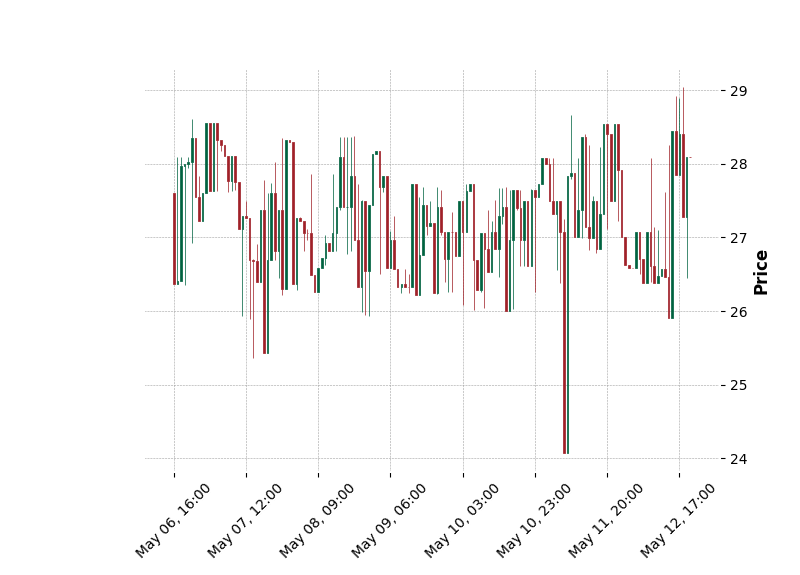 29
28
27
26
25
24
Price
May 06, 16:00
May 07, 12:00
May 08, 09:00
May 09, 06:00
May 10, 03:00
May 10, 23:00
May 11, 20:00
May 12, 17:00